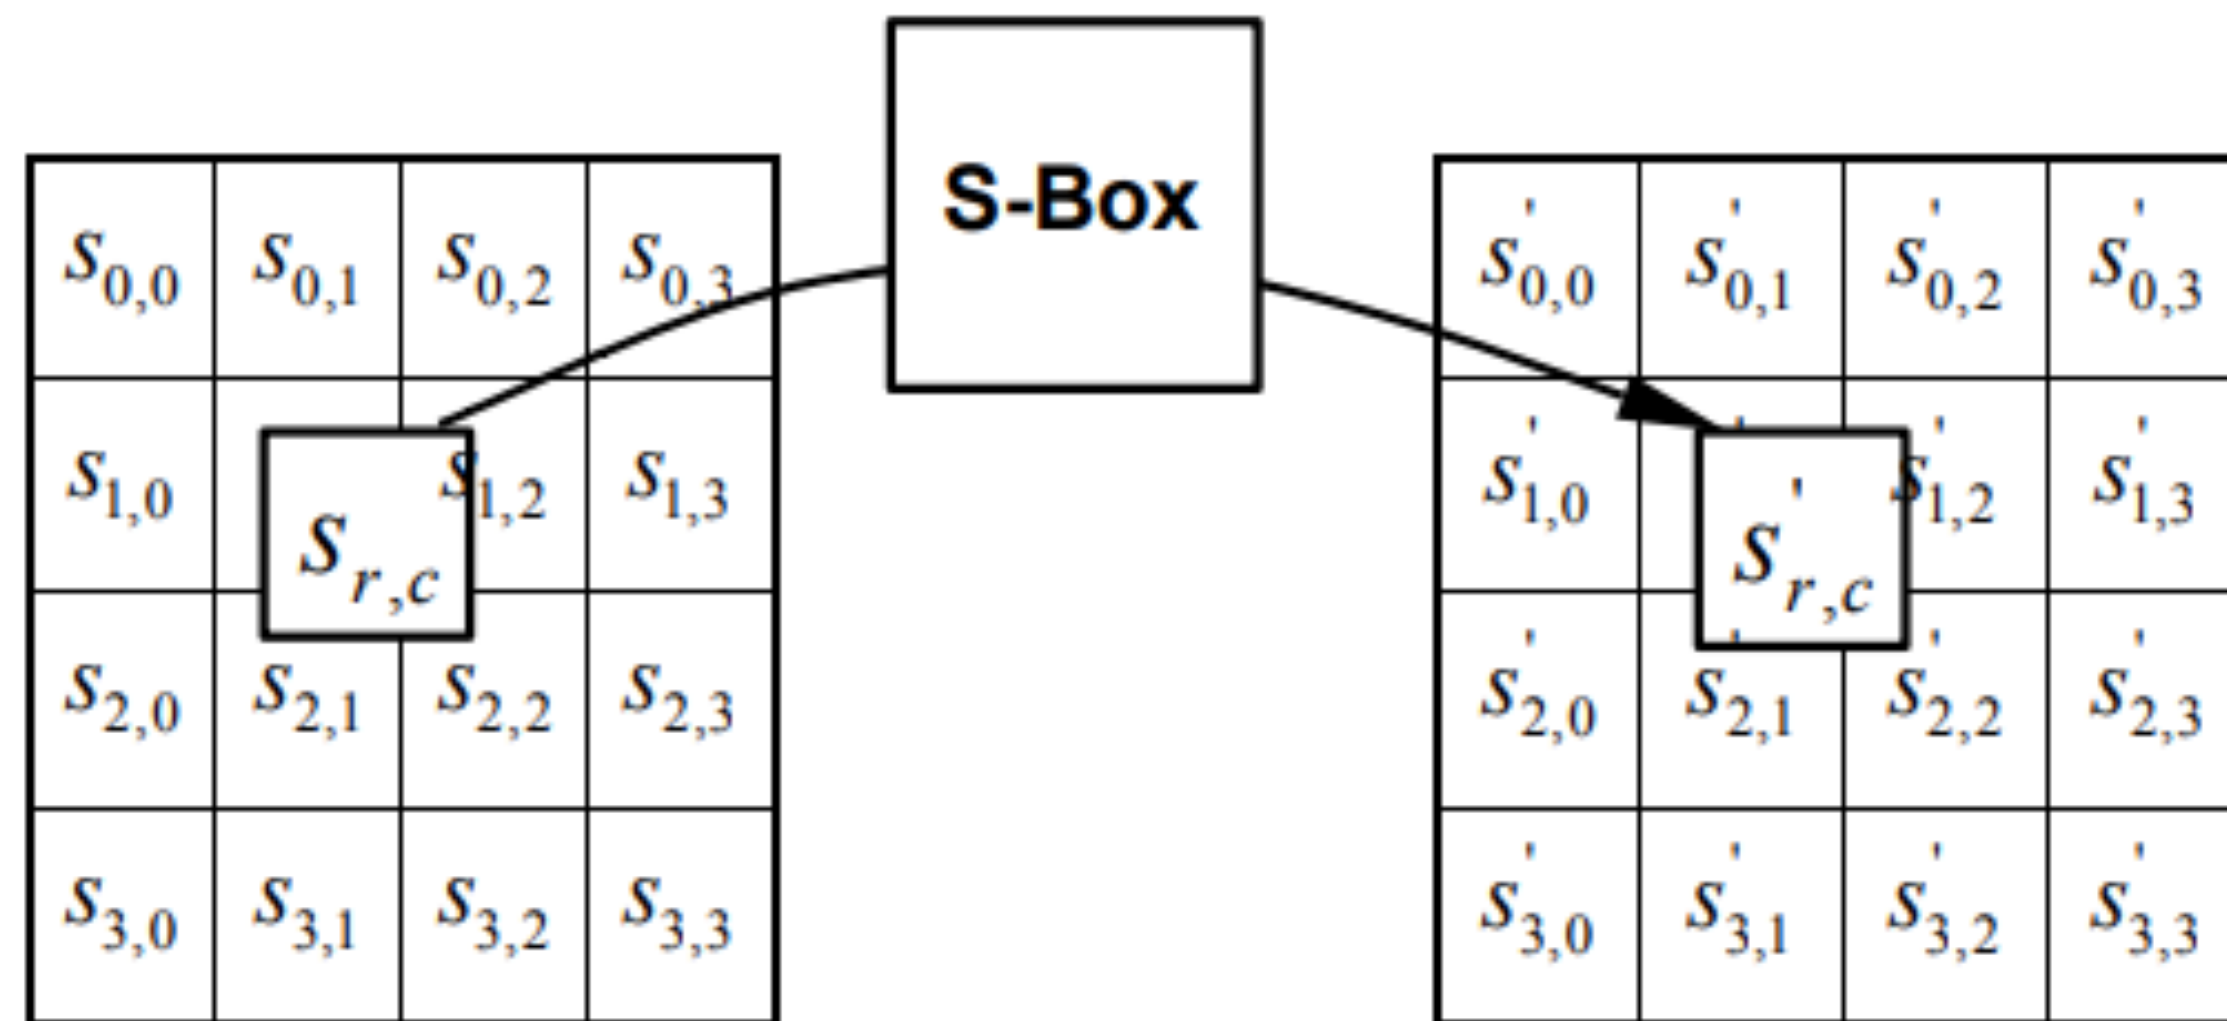 S-Box
s0,0 s0,1 s0,2 s0,3 s'0,0 s'0,1 s'0,2 s'0,3
s1,0 s1,2 s1,3 s'1,0 s'1,2 s'1,3
sr,c s'r,c
s2,0 s2,1 s2,2 s2,3 s'2,0 s'2,1 s'2,2 s'2,3
s3,0 s3,1 s3,2 s3,3 s'3,0 s'3,1 s'3,2 s'3,3